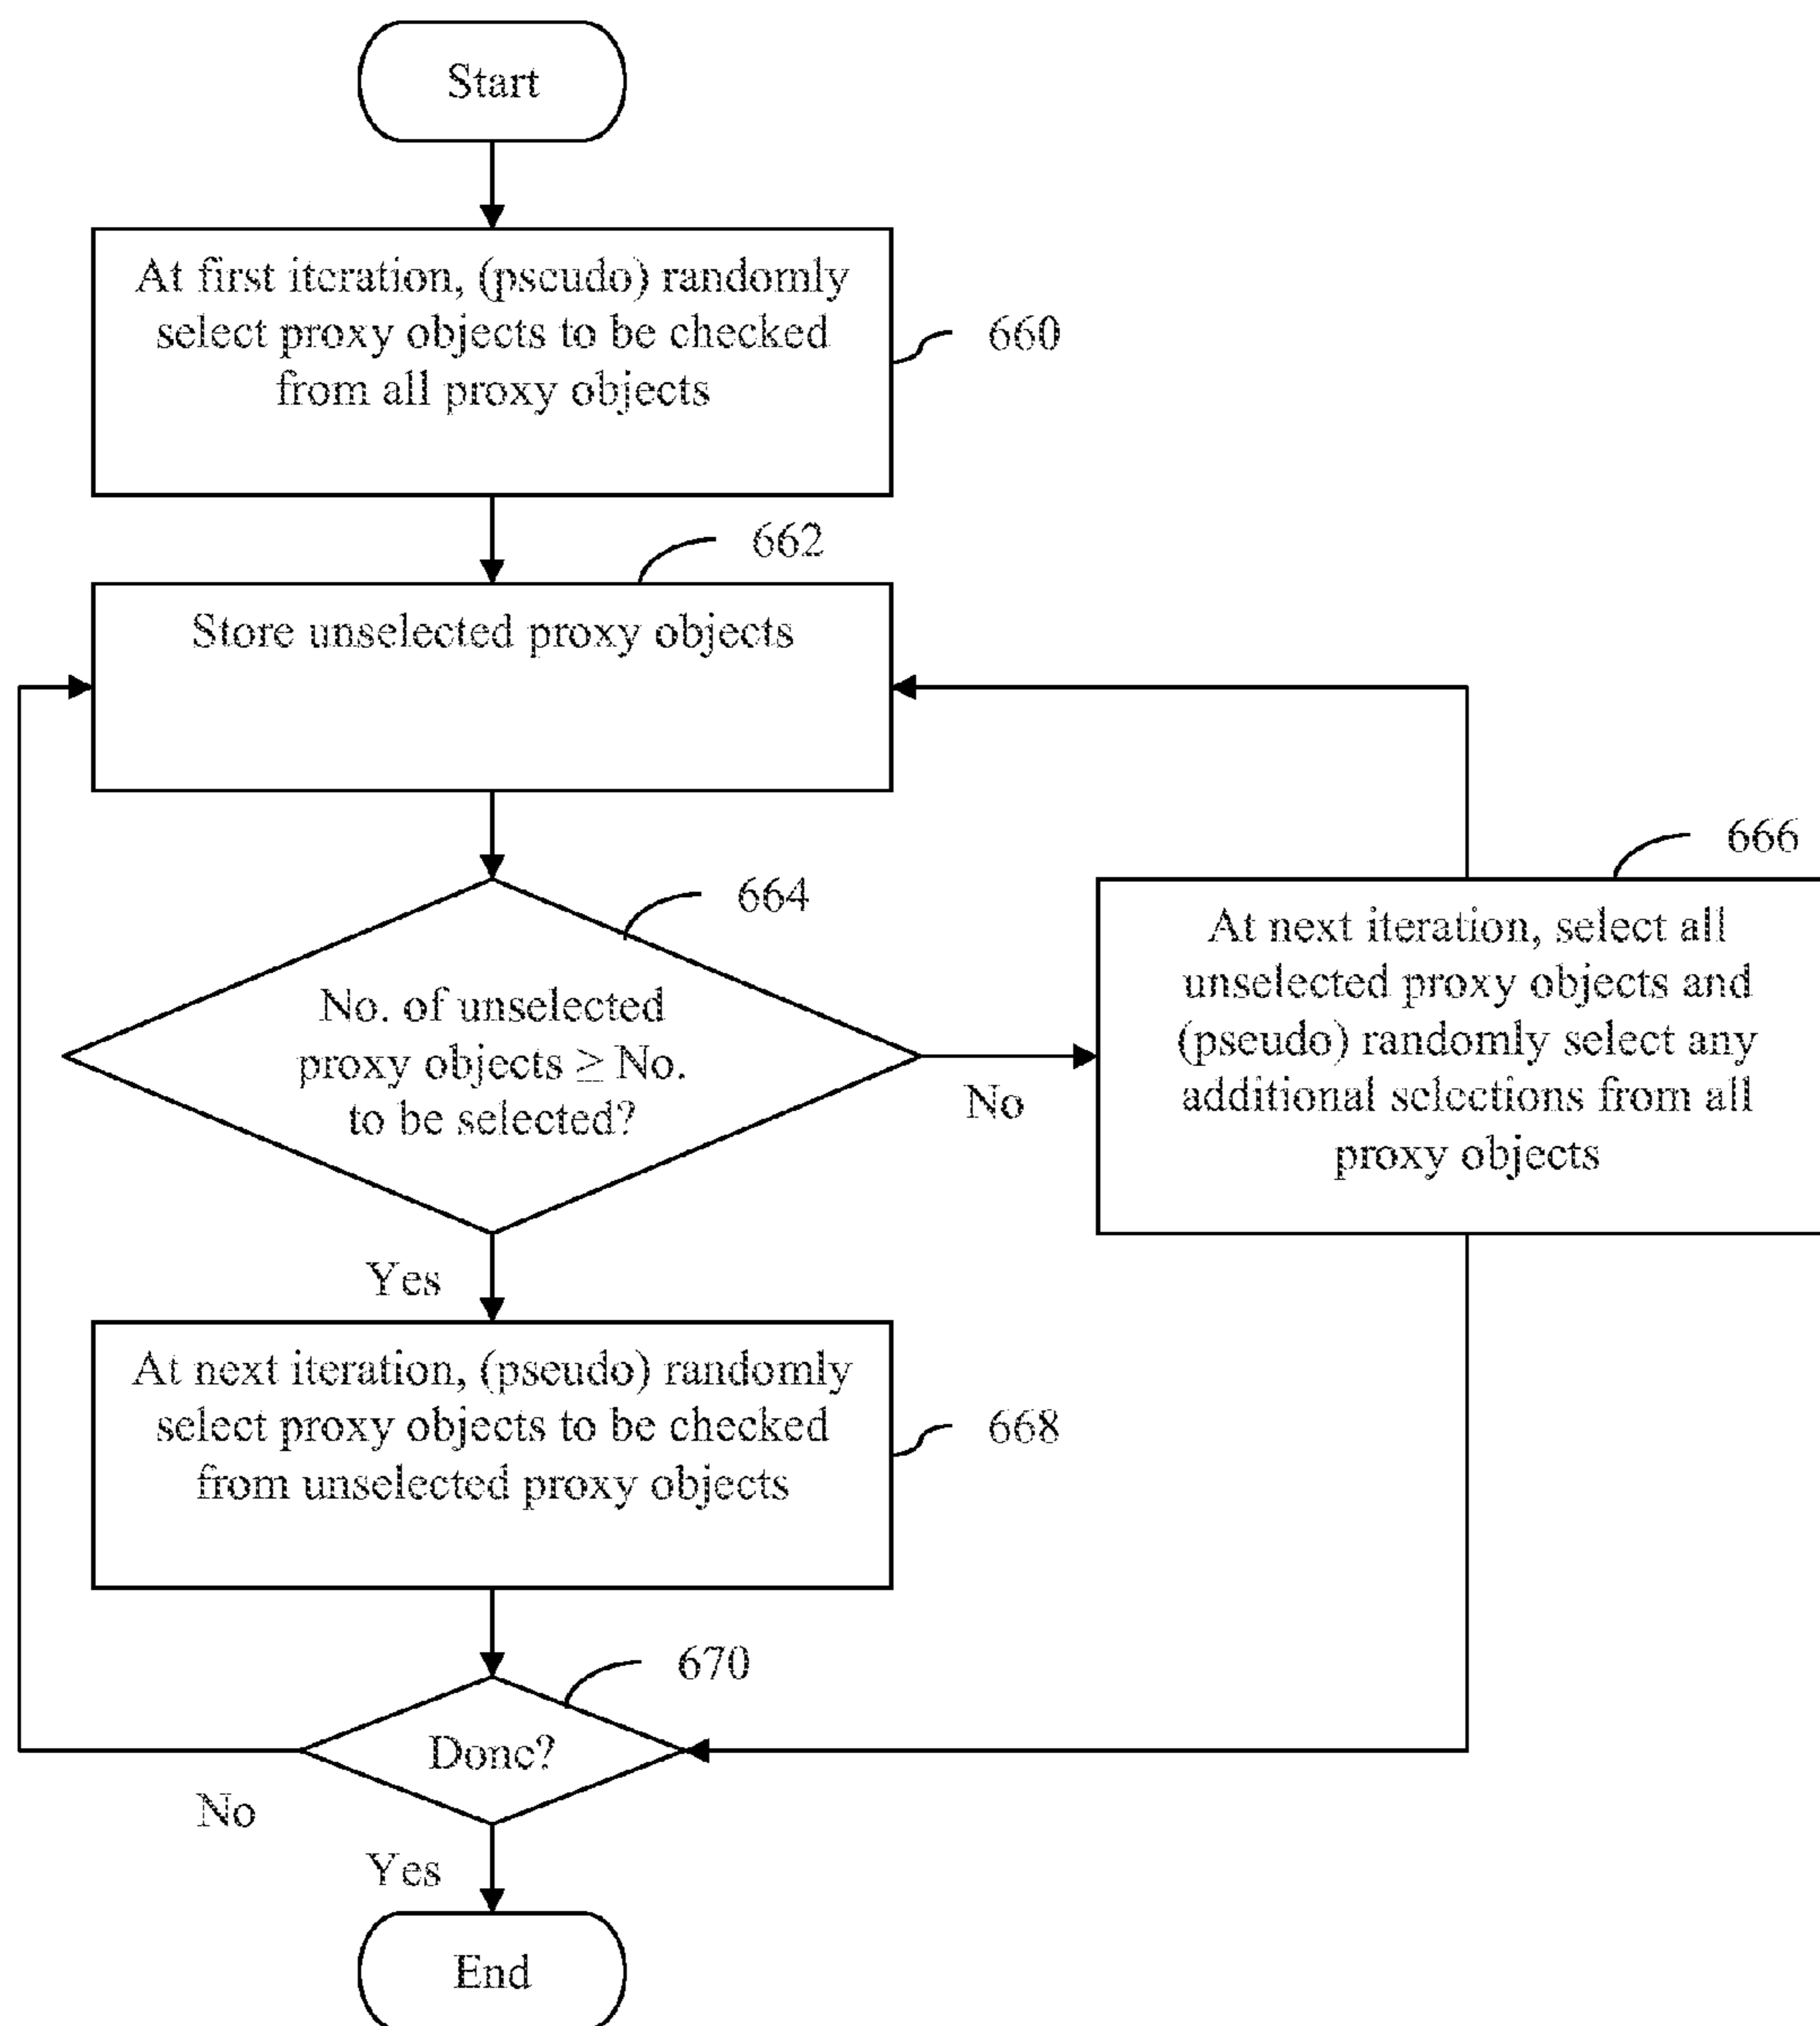 Start
At first iteration, (pseudo) randomly
select proxy objects to be checked
from all proxy objects
660
662
Store unselected proxy objects
664
No. of unselected
proxy objects ≥ No.
to be selected?
No
666
At next iteration, select all
unselected proxy objects and
(pseudo) randomly select any
additional selections from all
proxy objects
Yes
At next iteration, (pseudo) randomly
select proxy objects to be checked
from unselected proxy objects
668
670
Done?
No
Yes
End